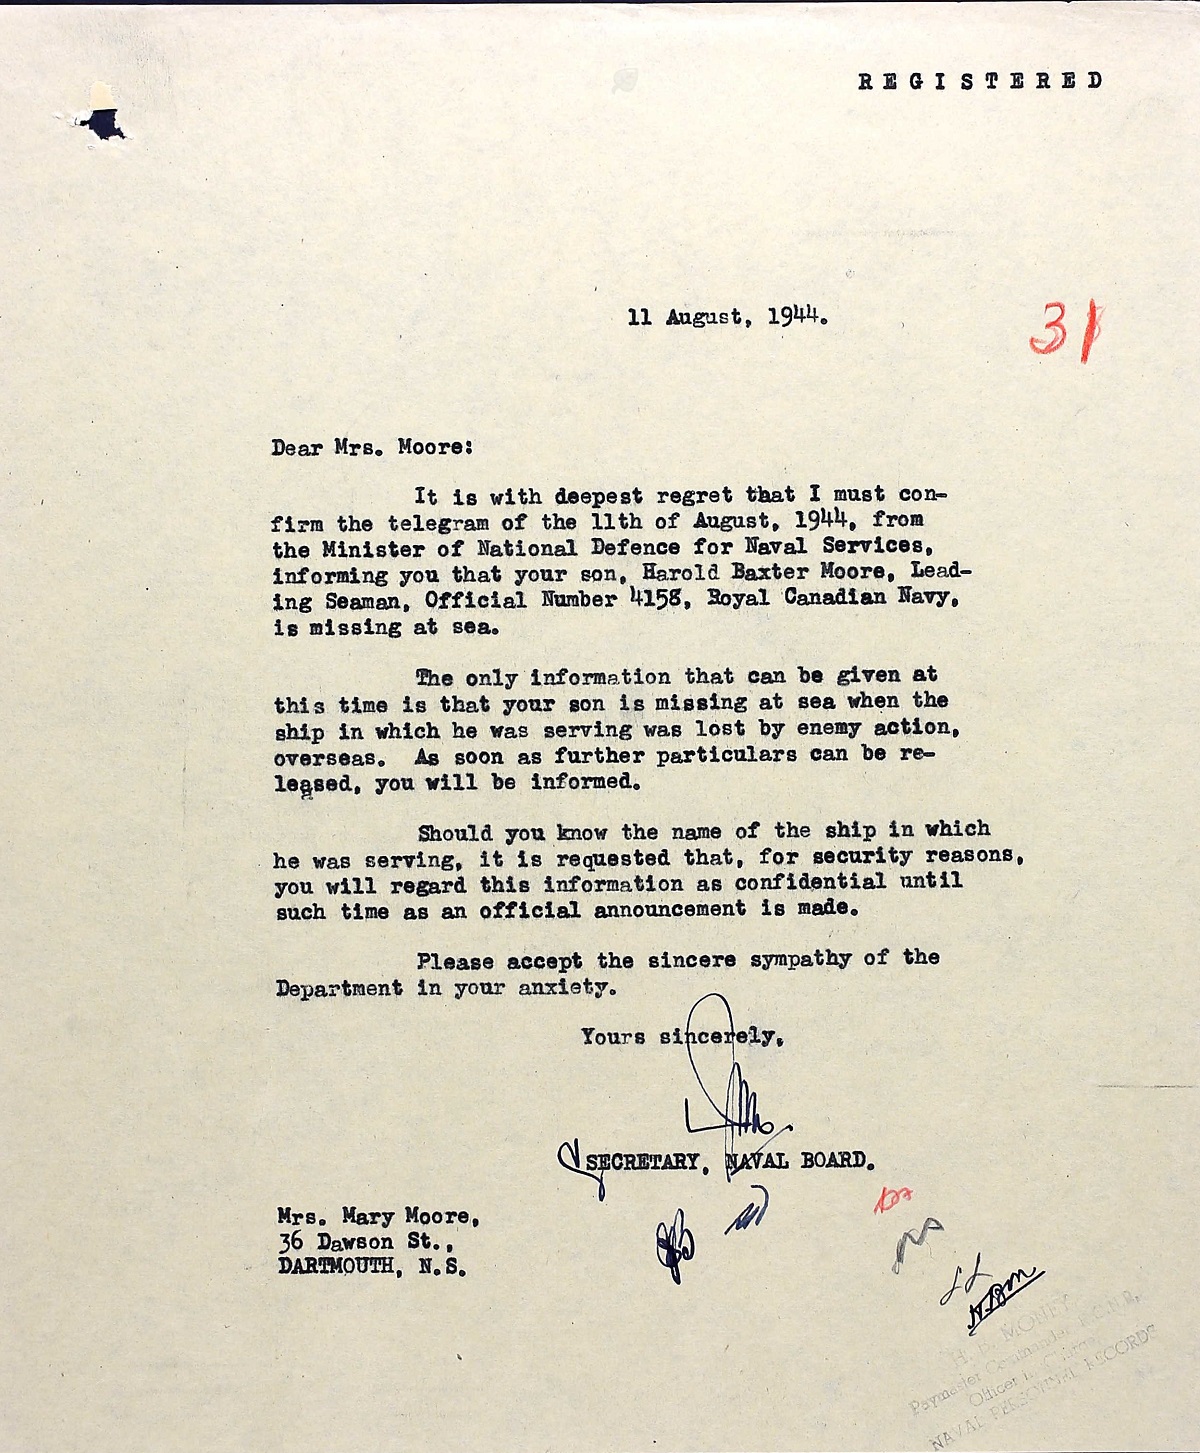 REGISTERED
11 August, 1944.
31
Dear Mrs. Moore:
It is with deepest regret that I must con-
firm the telegram of the 11th of August, 1944, from
the Minister of National Defence for Naval Services,
informing you that your son, Harold Baxter Moore, Lead-
ing Seaman, Official Number 4158, Royal Canadian Navy,
is missing at sea.
The only information that can be given at
this time is that your son is missing at sea when the
ship in which he was serving was lost by enemy action,
overseas. As soon as further particulars can be re-
leased, you will be informed.
Should you know the name of the ship in which
he was serving, it is requested that, for security reasons,
you will regard this information as confidential until
such time as an official announcement is made.
Please accept the sincere sympathy of the
Department in your anxiety.
Yours sincerely,
SECRETARY, NAVAL BOARD.
Mrs. Mary Moore,
36 Dawson St.,
DARTMOUTH, N.S.
H. B. MONEY
Paymaster Commander R.C.N.R.
Officer
NAVAL PERSONNEL RECORDS